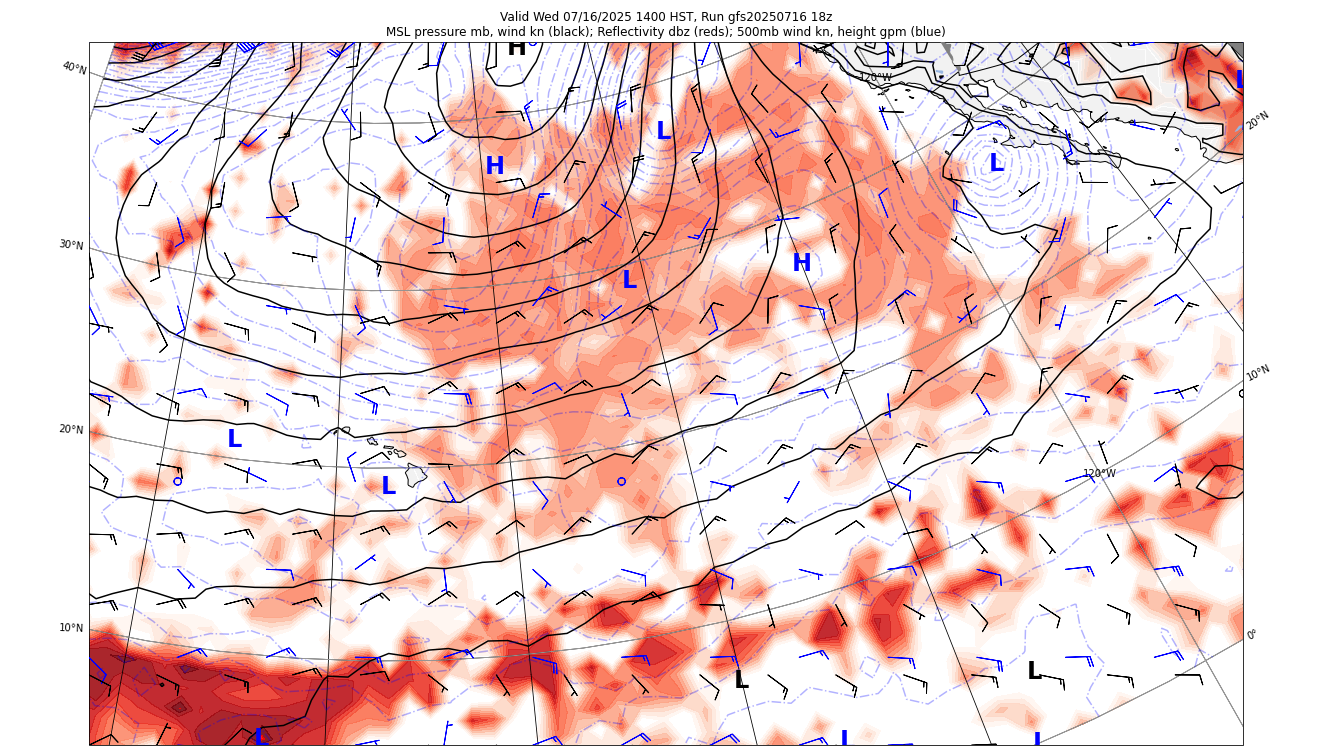 Valid Wed 07/16/2025 1400 HST, Run gfs20250716 18z
MSL pressure mb, wind kn (black); Reflectivity dbz (reds); 500mb wind kn, height gpm (blue)
H
40°N
120°W
L
20°N
L
H
L
30°N
H
L
10°N
20°N
L
120°W
L
10°N
0°
L
L
L
L
L